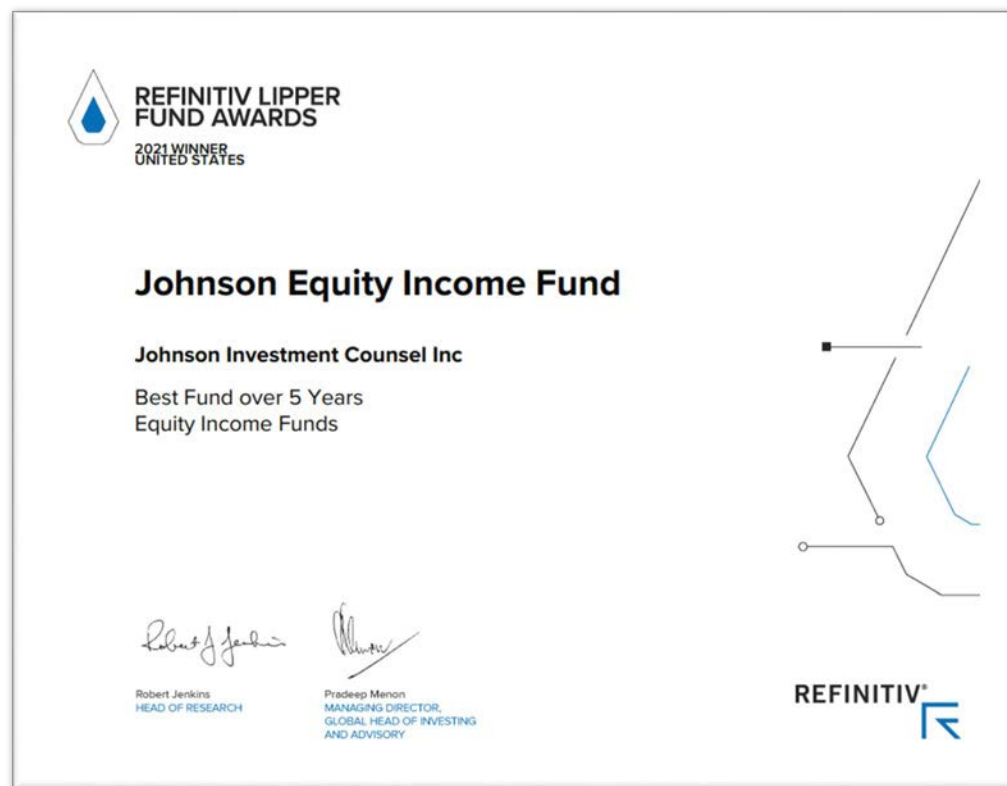 REFINITIV LIPPER
FUND AWARDS
2021 WINNER
UNITED STATES
Johnson Equity Income Fund
Johnson Investment Counsel Inc
Best Fund over 5 Years
Equity Income Funds
Robert J Jenkins
Robert Jenkins
HEAD OF RESEARCH
Pradeep Menon
MANAGING DIRECTOR,
GLOBAL HEAD OF INVESTING
AND ADVISORY
REFINITIV®